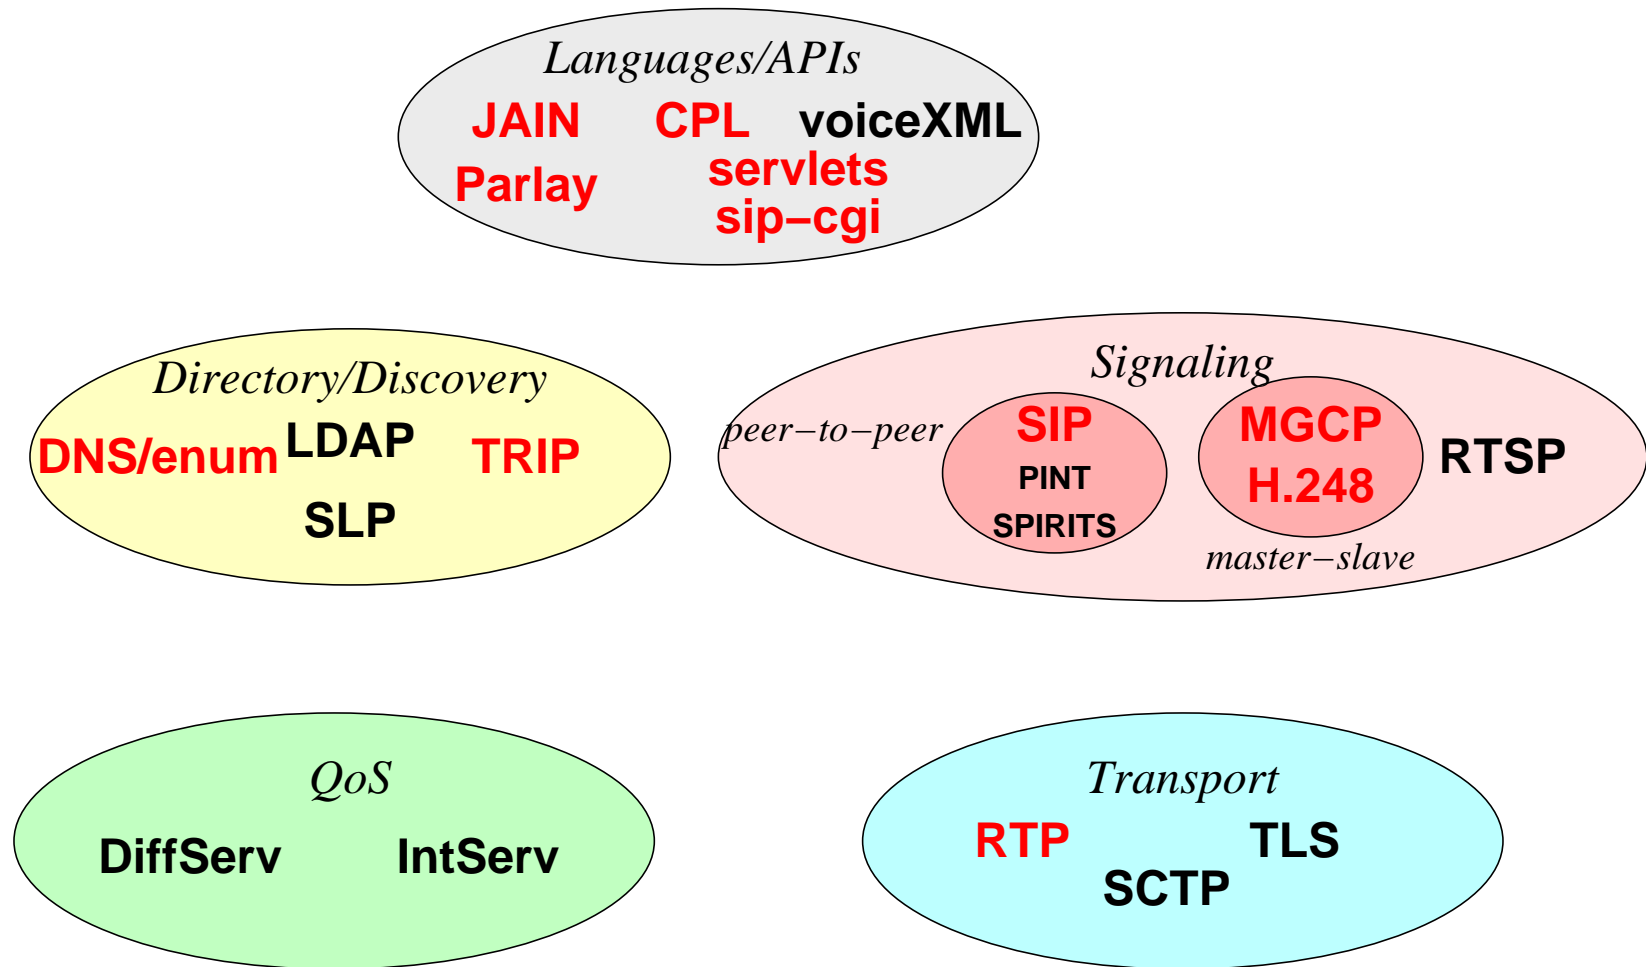 Languages/APIs
JAIN CPL voiceXML
Parlay servlets
sip−cgi
Directory/Discovery
DNS/enum LDAP TRIP
SLP
Signaling
peer−to−peer SIP MGCP RTSP
PINT H.248
SPIRITS
master−slave
QoS
DiffServ IntServ
Transport
RTP TLS
SCTP